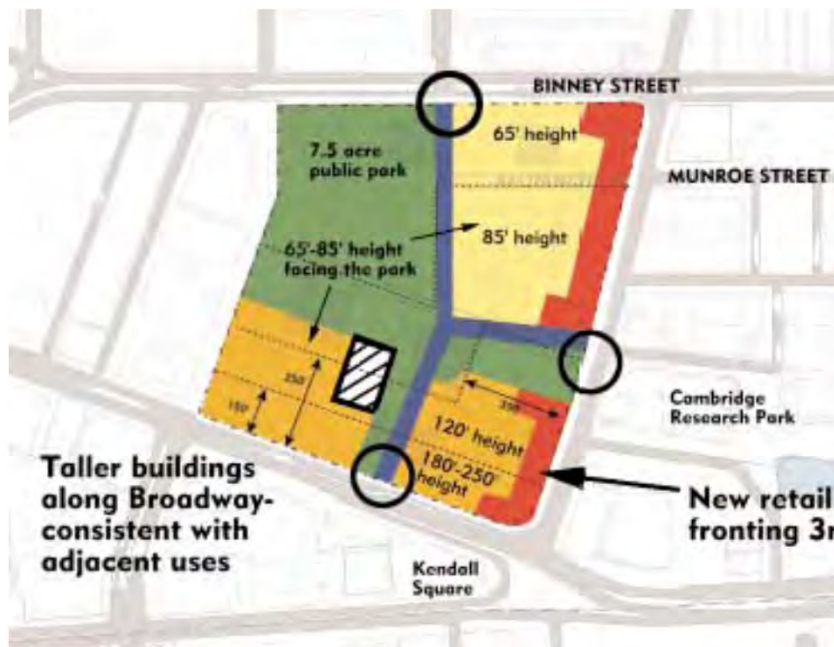 BINNEY STREET
65' height
7.5 acre
public park
MUNROE STREET
65'-85' height
facing the park
85' height
250'
350'
150'
Cambridge
Research Park
120' height
180'-250'
height
Taller buildings
along Broadway-
consistent with
adjacent uses
New retail
fronting 3r
Kendall
Square